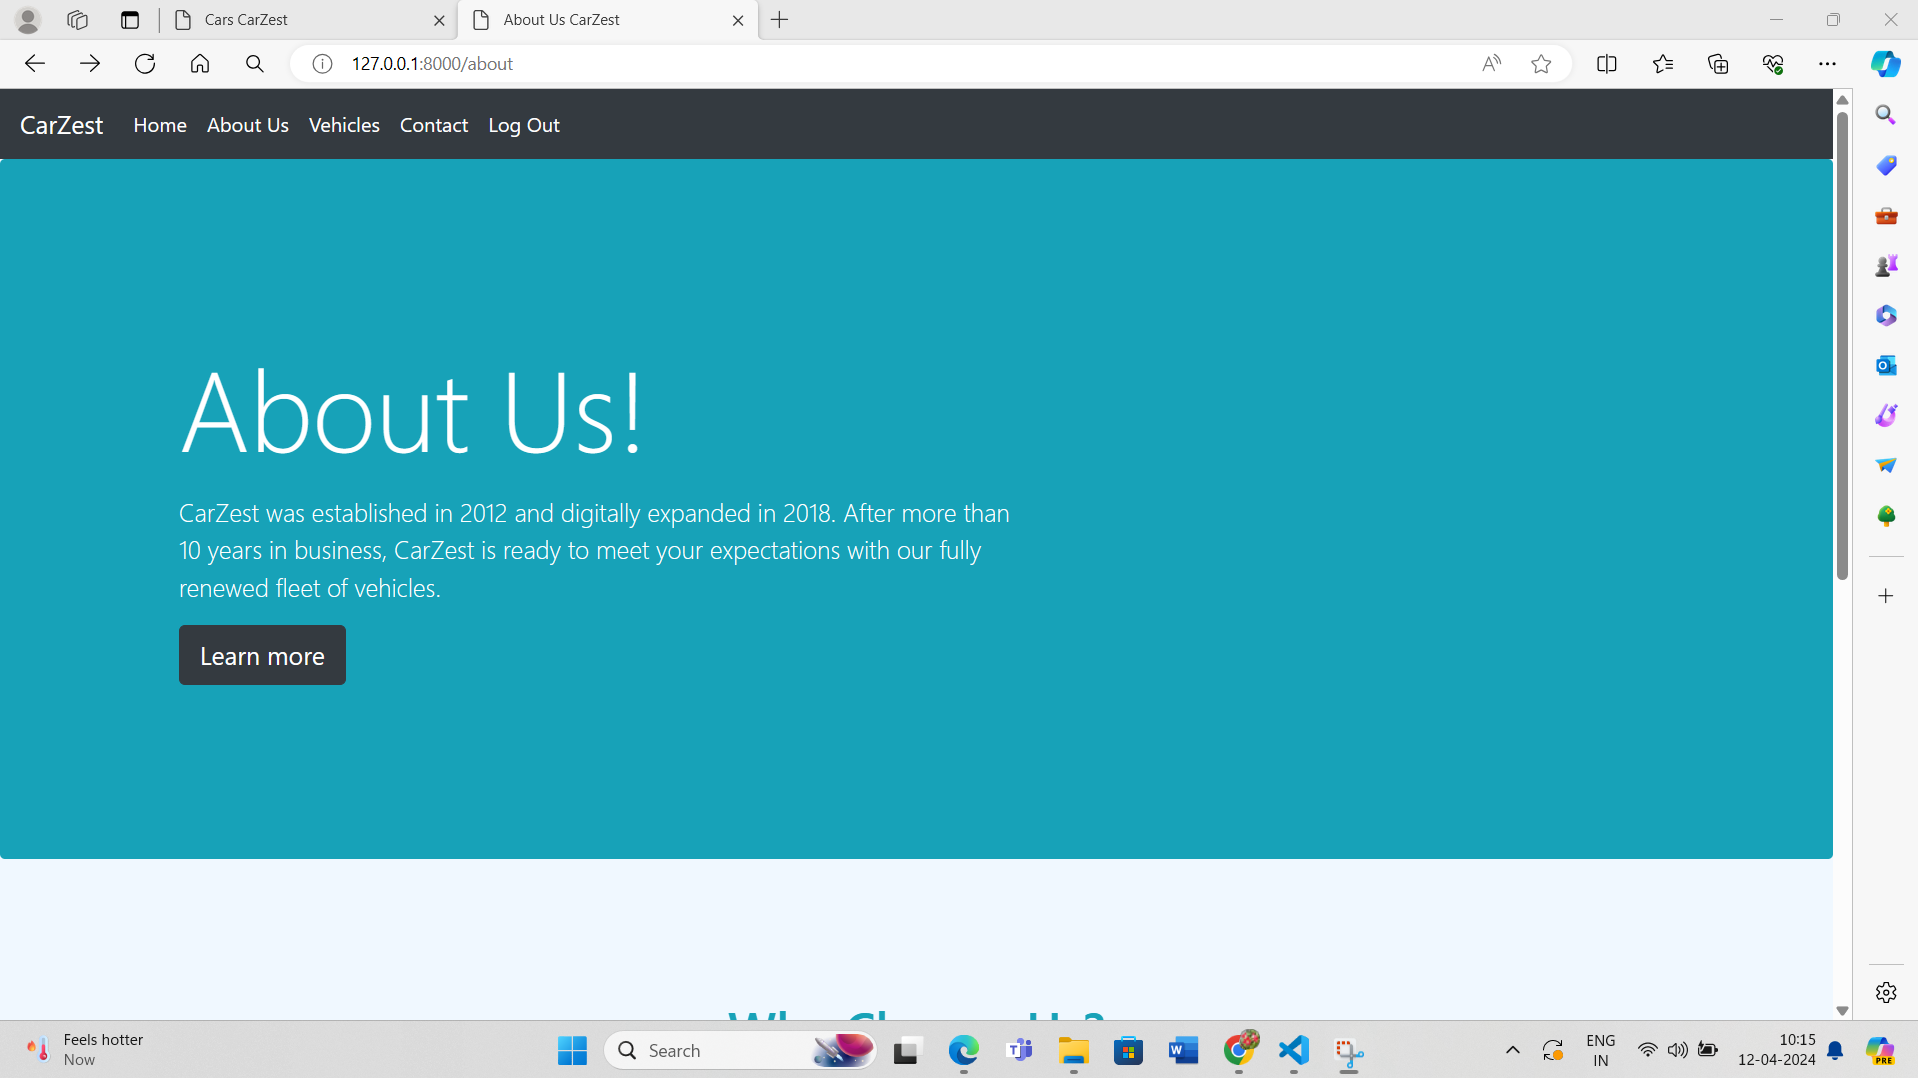 Cars CarZest
About Us CarZest
127.0.0.1:8000/about
CarZest Home About Us Vehicles Contact Log Out
About Us!
CarZest was established in 2012 and digitally expanded in 2018. After more than
10 years in business, CarZest is ready to meet your expectations with our fully
renewed fleet of vehicles.
Learn more
Feels hotter
Now
Search
ENG
IN
10:15
12-04-2024
PRE